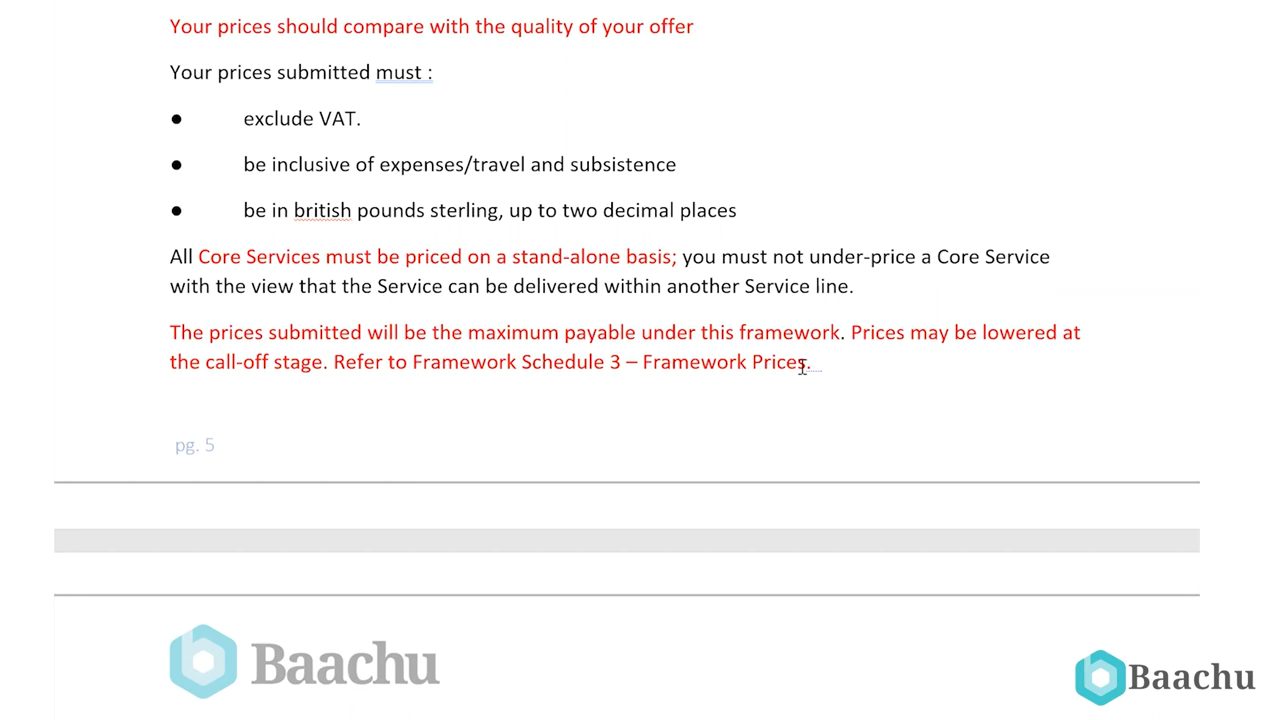 Your prices should compare with the quality of your offer
Your prices submitted must :
● exclude VAT.
● be inclusive of expenses/travel and subsistence
● be in british pounds sterling, up to two decimal places
All Core Services must be priced on a stand-alone basis; you must not under-price a Core Service
with the view that the Service can be delivered within another Service line.
The prices submitted will be the maximum payable under this framework. Prices may be lowered at
the call-off stage. Refer to Framework Schedule 3 – Framework Prices.
pg. 5
Baachu
Baachu